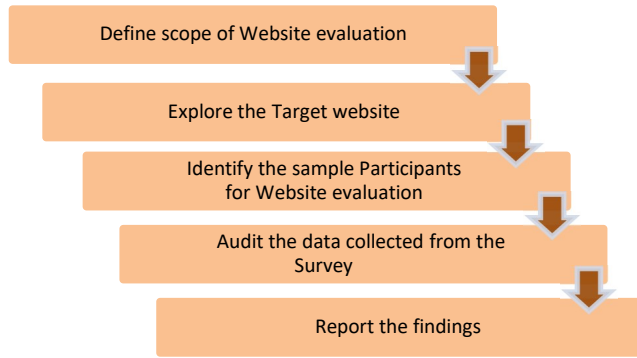 Define scope of Website evaluation
Explore the Target website
Identify the sample Participants
for Website evaluation
Audit the data collected from the
Survey
Report the findings